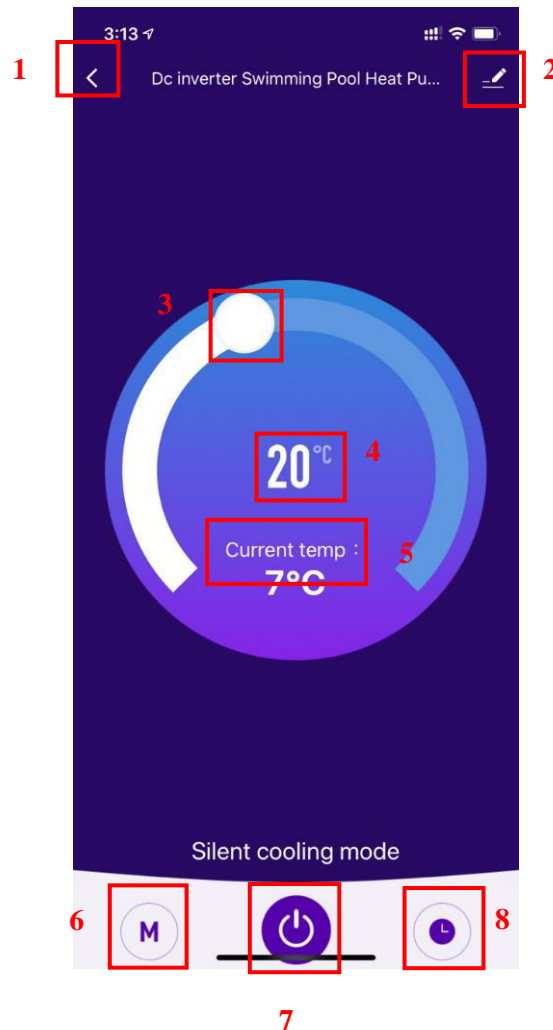 3:13
1
Dc inverter Swimming Pool Heat Pu...
2
3
20°C
4
Current temp :
5
7°C
Silent cooling mode
6
M
8
7